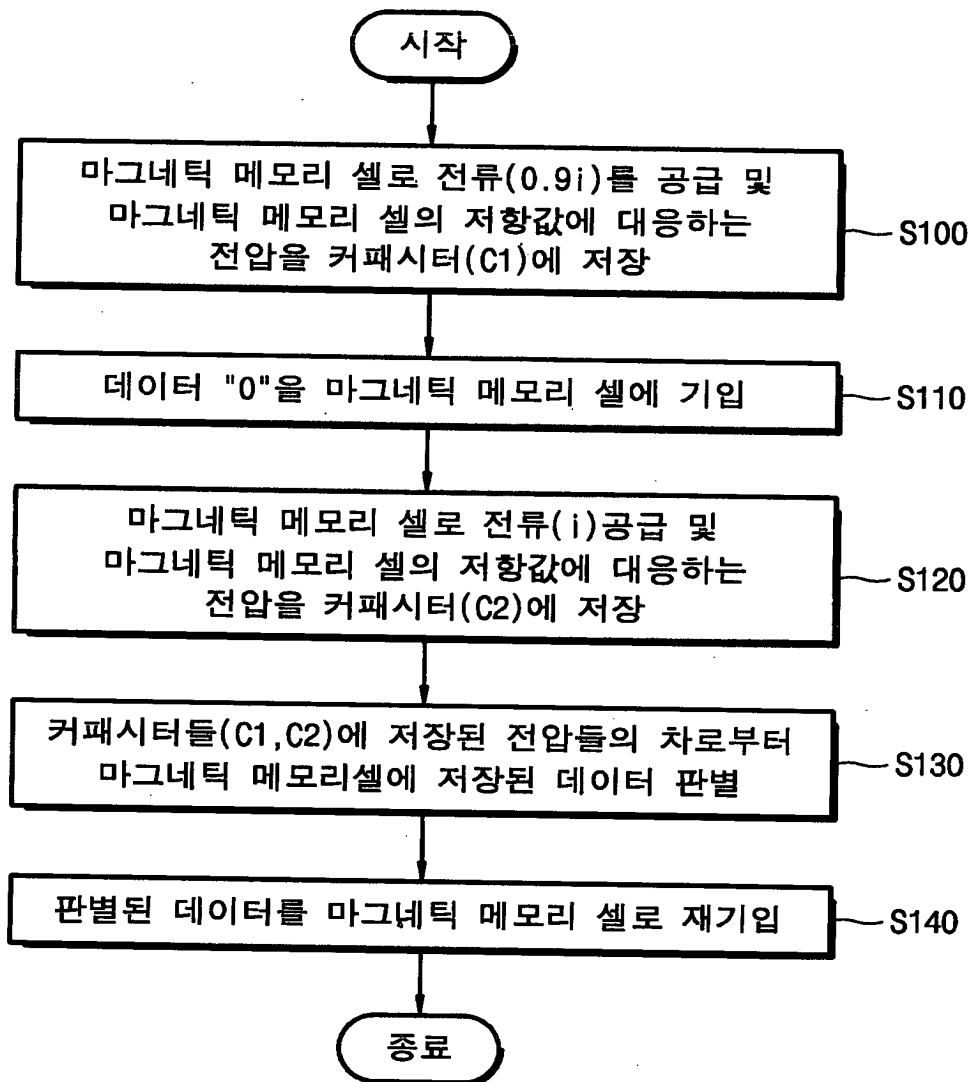 시작
마그네틱 메모리 셀로 전류(0.9i)를 공급 및
마그네틱 메모리 셀의 저항값에 대응하는
전압을 커패시터(C1)에 저장
S100
데이터 "0"을 마그네틱 메모리 셀에 기입
S110
마그네틱 메모리 셀로 전류(i)공급 및
마그네틱 메모리 셀의 저항값에 대응하는
전압을 커패시터(C2)에 저장
S120
커패시터들(C1,C2)에 저장된 전압들의 차로부터
마그네틱 메모리셀에 저장된 데이터 판별
S130
판별된 데이터를 마그네틱 메모리 셀로 재기입
S140
종료